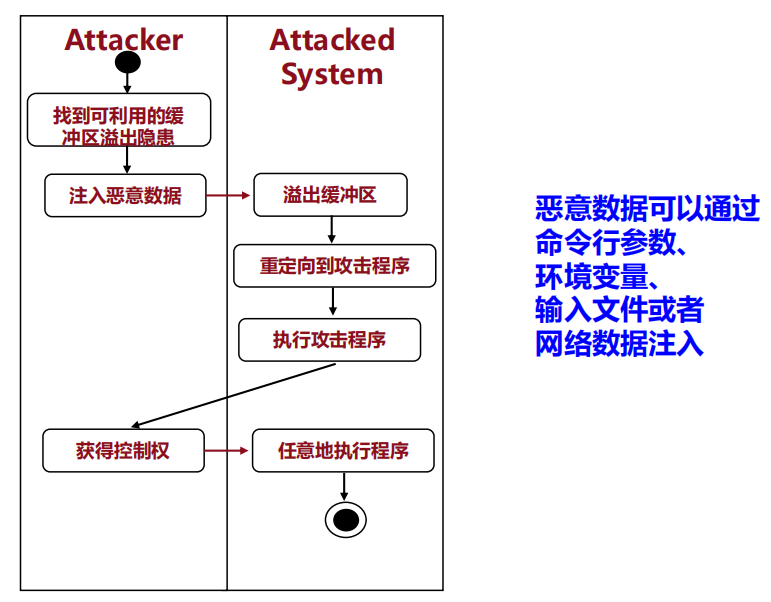 Attacker
Attacked
System
找到可利用的缓
冲区溢出隐患
注入恶意数据
溢出缓冲区
重定向到攻击程序
执行攻击程序
获得控制权
任意地执行程序
恶意数据可以通过
命令行参数、
环境变量、
输入文件或者
网络数据注入